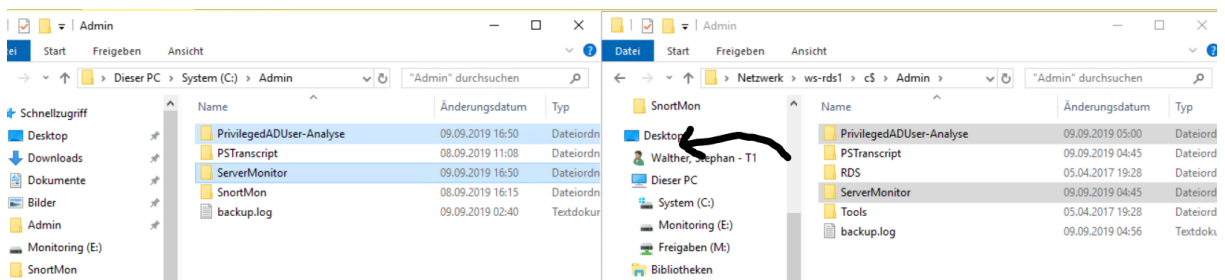 Admin
tei Start Freigeben Ansicht
Dieser PC System (C:) Admin "Admin" durchsuchen
Schnellzugriff
Desktop
Downloads
Dokumente
Bilder
Admin
Monitoring (E:)
SnortMon
Name Änderungsdatum Typ
PrivilegedADUser-Analyse 09.09.2019 16:50 Dateiordn
PSTranscript 08.09.2019 11:08 Dateiordn
ServerMonitor 09.09.2019 16:50 Dateiordn
SnortMon 08.09.2019 16:15 Dateiordn
backup.log 09.09.2019 02:40 Textdokur
Admin
Datei Start Freigeben Ansicht
Netzwerk ws-rds1 c$ Admin "Admin" durchsuchen
SnortMon
Desktop
Walther, Stephan - T1
Dieser PC
System (C:)
Monitoring (E:)
Freigaben (M:)
Bibliotheken
Name Änderungsdatum Typ
PrivilegedADUser-Analyse 09.09.2019 05:00 Dateiord
PSTranscript 09.09.2019 04:45 Dateiord
RDS 05.04.2017 19:28 Dateiord
ServerMonitor 09.09.2019 04:45 Dateiord
Tools 05.04.2017 19:28 Dateiord
backup.log 09.09.2019 04:56 Textdoku